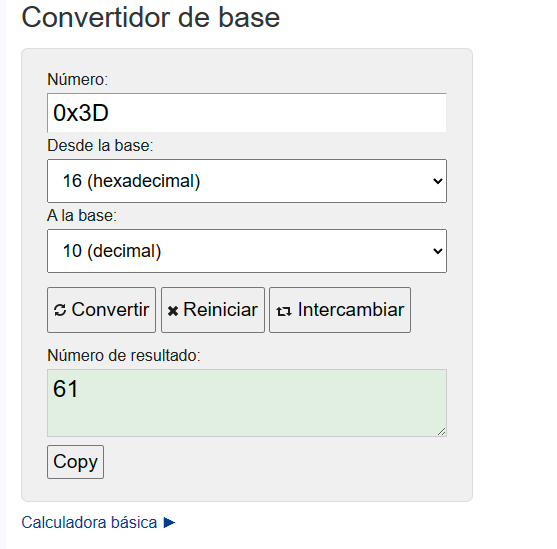 Convertidor de base
Número:
0x3D
Desde la base:
16 (hexadecimal)
A la base:
10 (decimal)
Convertir Reiniciar Intercambiar
Número de resultado:
61
Copy
Calculadora básica ►